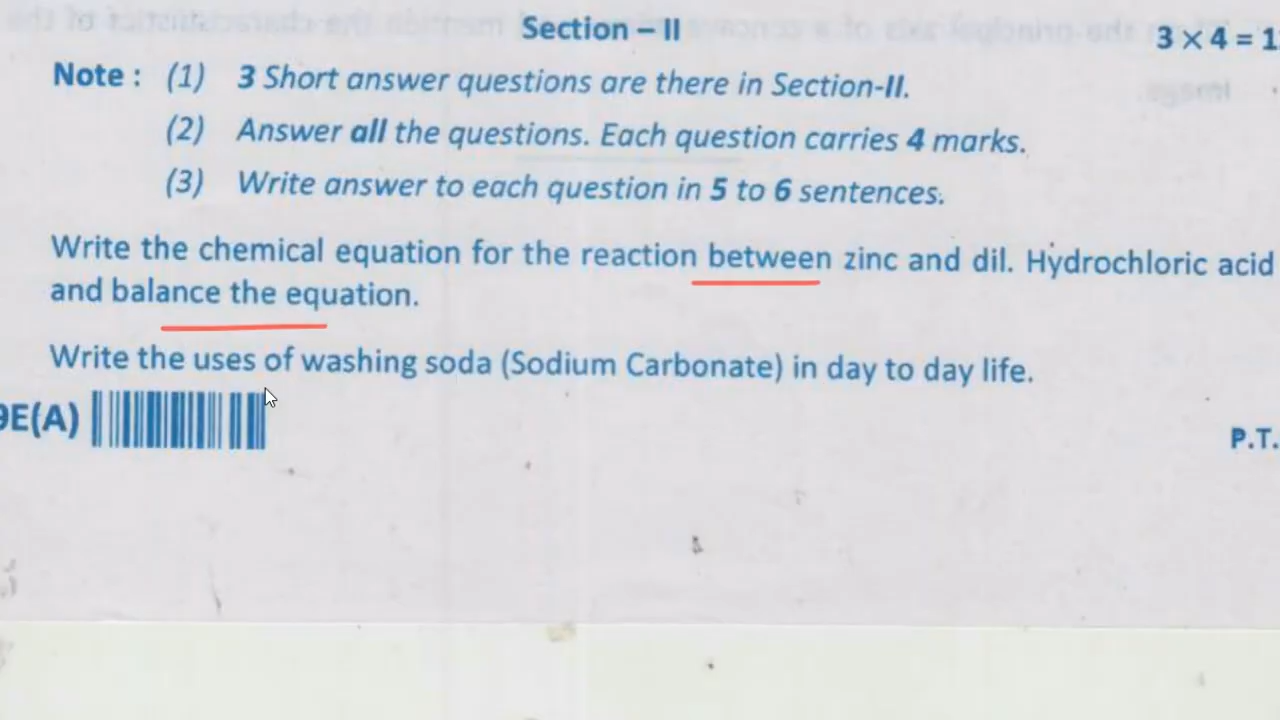 Section – II
3 × 4 = 1
Note : (1) 3 Short answer questions are there in Section-II.
(2) Answer all the questions. Each question carries 4 marks.
(3) Write answer to each question in 5 to 6 sentences.
Write the chemical equation for the reaction between zinc and dil. Hydrochloric acid
and balance the equation.
Write the uses of washing soda (Sodium Carbonate) in day to day life.
9E(A)
P.T.